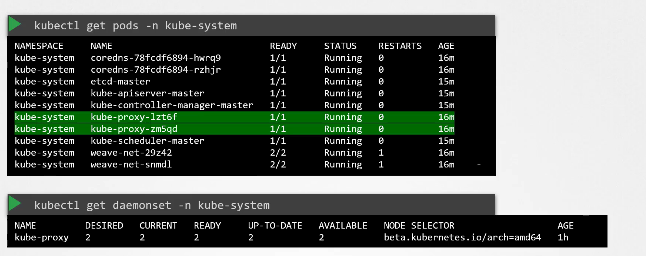 kubectl get pods -n kube-system
NAMESPACE NAME READY STATUS RESTARTS AGE
kube-system coredns-78fcdf6894-hwrq9 1/1 Running 0 16m
kube-system coredns-78fcdf6894-rzhjr 1/1 Running 0 16m
kube-system etcd-master 1/1 Running 0 15m
kube-system kube-apiserver-master 1/1 Running 0 15m
kube-system kube-controller-manager-master 1/1 Running 0 15m
kube-system kube-proxy-lzt6f 1/1 Running 0 16m
kube-system kube-proxy-zm5qd 1/1 Running 0 16m
kube-system kube-scheduler-master 1/1 Running 0 15m
kube-system weave-net-29z42 2/2 Running 1 16m
kube-system weave-net-snmdl 2/2 Running 1 16m
kubectl get daemonset -n kube-system
NAME DESIRED CURRENT READY UP-TO-DATE AVAILABLE NODE SELECTOR AGE
kube-proxy 2 2 2 2 2 beta.kubernetes.io/arch=amd64 1h